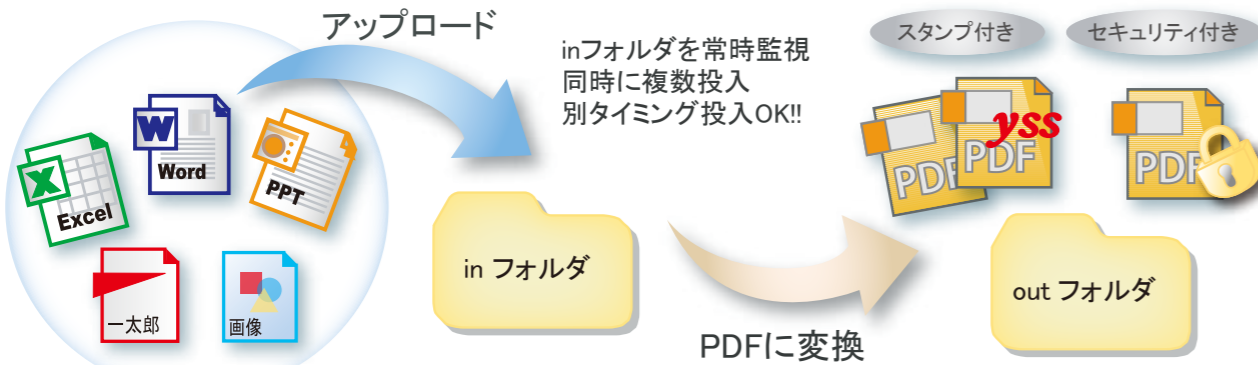 アップロード
inフォルダを常時監視
同時に複数投入
別タイミング投入OK!!
スタンプ付き
セキュリティ付き
W
Word
X
Excel
PPT
一太郎
画像
in フォルダ
PDFに変換
PDF
yss
PDF
PDF
out フォルダ